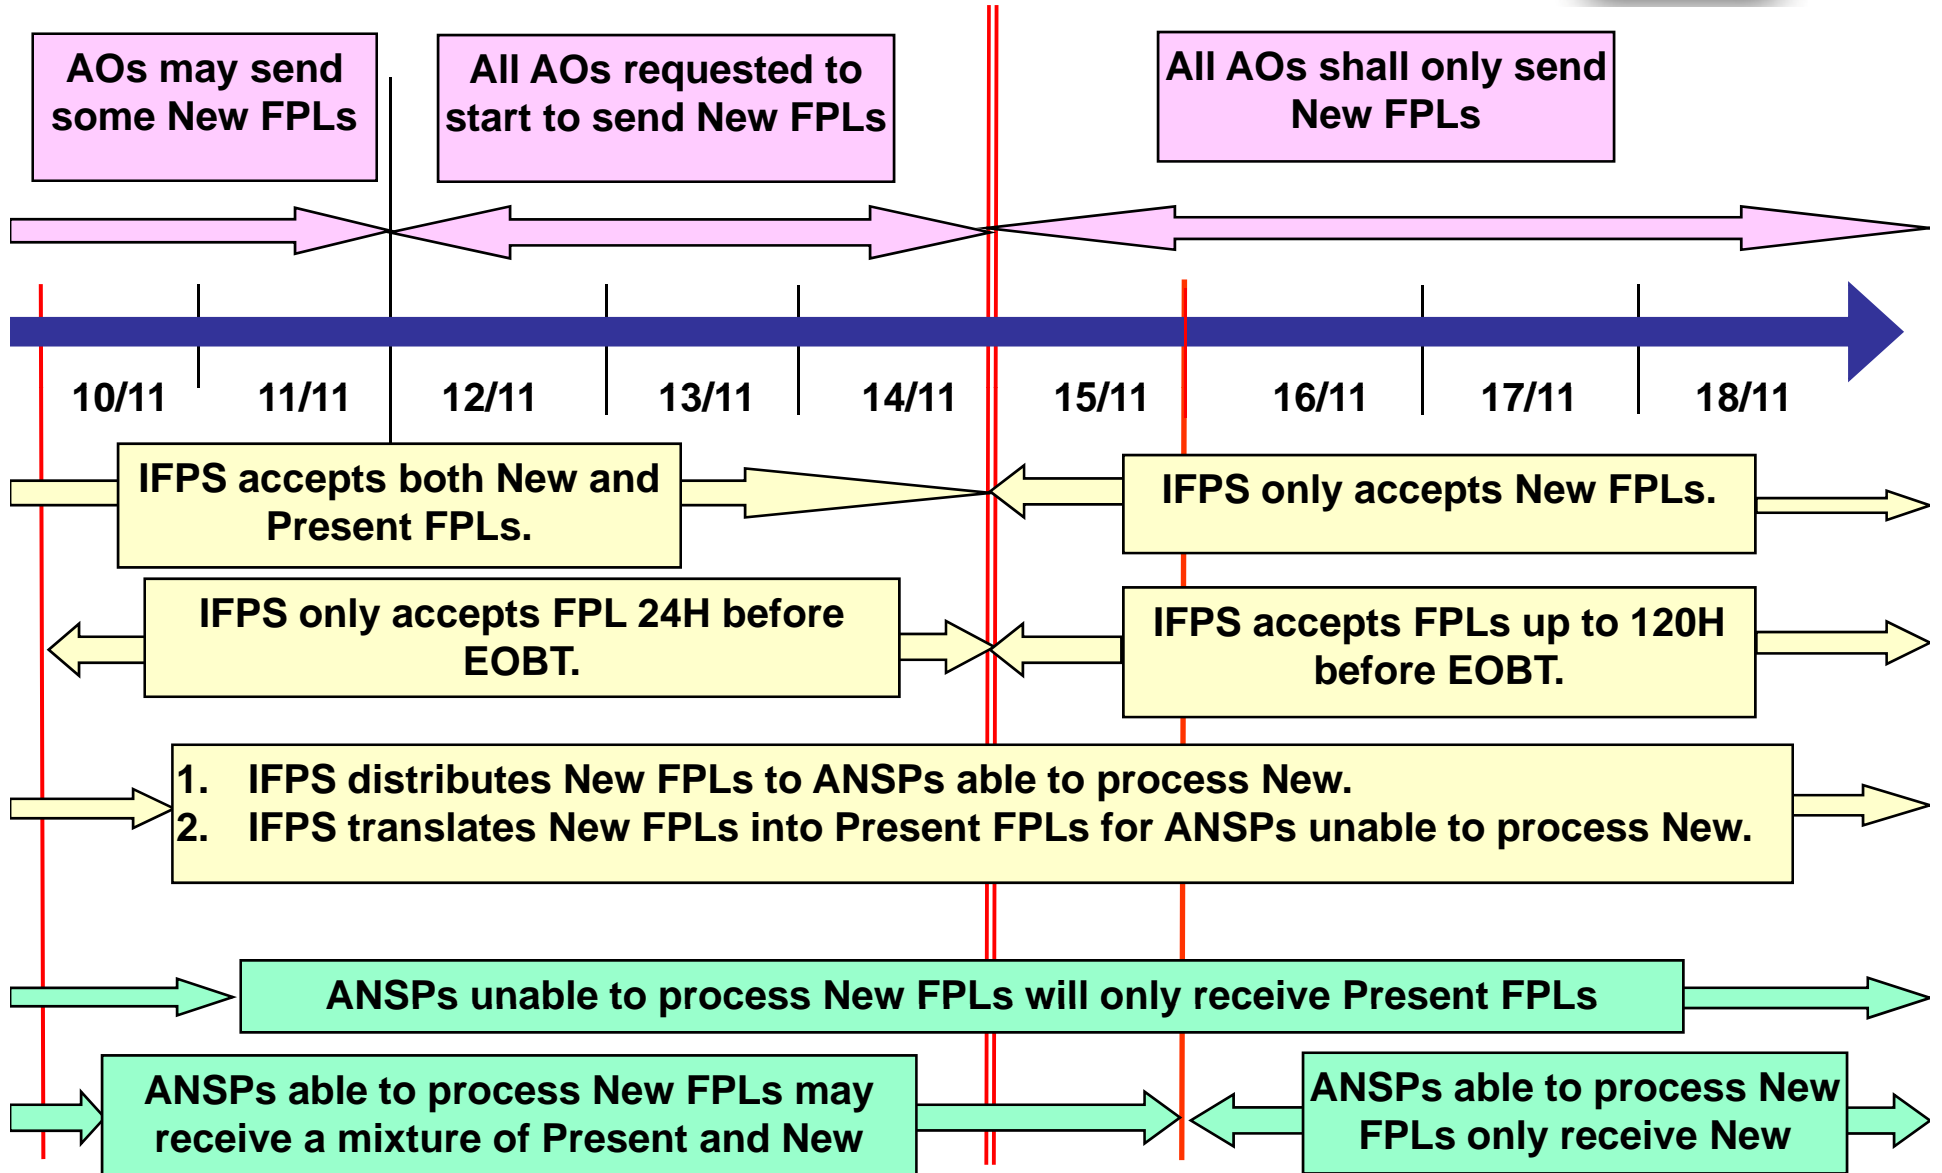 AOs may send
some New FPLs
All AOs requested to
start to send New FPLs
All AOs shall only send
New FPLs
10/11
11/11
12/11
13/11
14/11
15/11
16/11
17/11
18/11
IFPS accepts both New and
Present FPLs.
IFPS only accepts New FPLs.
IFPS only accepts FPL 24H before
EOBT.
IFPS accepts FPLs up to 120H
before EOBT.
1. IFPS distributes New FPLs to ANSPs able to process New.
2. IFPS translates New FPLs into Present FPLs for ANSPs unable to process New.
ANSPs unable to process New FPLs will only receive Present FPLs
ANSPs able to process New FPLs may
receive a mixture of Present and New
ANSPs able to process New
FPLs only receive New